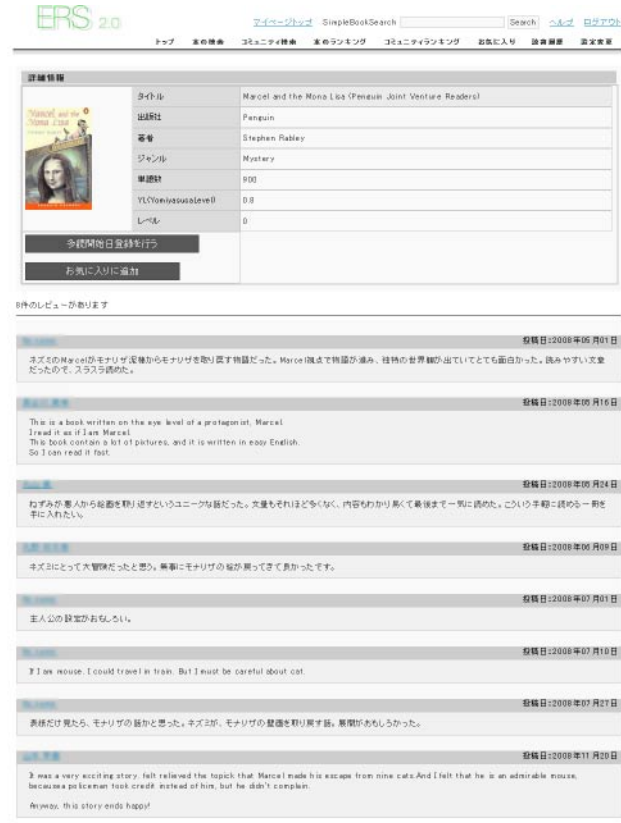 ERS 2.0
マイページトップ SimpleBookSearch Search ヘルプ ログアウト
トップ 本の検索 コミュニティ検索 本のランキング コミュニティランキング お気に入り 読書履歴 設定変更
詳細情報
タイトル Marcel and the Mona Lisa (Penguin Joint Venture Readers)
出版社 Penguin
著者 Stephen Rabley
ジャンル Mystery
単語数 900
YL(YomiyasusaLevel) 0.8
レベル 0
Marcel and the
Mona Lisa
多読開始日登録を行う
お気に入りに追加
8件のレビューがあります
投稿日:2008年05月01日
ネズミのMarcelがモナリザ泥棒からモナリザを取り戻す物語だった。Marcel視点で物語が進み、独特の世界観が出ていてとても面白かった。読みやすい文章
だったので、スラスラ読めた。
投稿日:2008年05月16日
This is a book written on the eye level of a protagonist, Marcel.
I read it as if I am Marcel.
This book contain a lot of pictures, and it is written in easy English.
So I can read it fast.
投稿日:2008年05月24日
ねずみが悪人から絵画を取り返すというユニークな話だった。文量もそれほど多くなく、内容もわかり易くて最後まで一気に読めた。こういう手軽に読める一冊を
手に入れたい。
投稿日:2008年06月09日
ネズミにとって大冒険だったと思う。無事にモナリザの絵が戻ってきて良かったです。
投稿日:2008年07月01日
主人公の設定がおもしろい。
投稿日:2008年07月10日
If I am mouse, I could travel in train. But I must be careful about cat.
投稿日:2008年07月27日
表紙だけ見たら、モナリザの話かと思った。ネズミが、モナリザの壁画を取り戻す話。展開がおもしろかった。
投稿日:2008年11月20日
It was a very exciting story. felt relieved the topick that Marcel made his escape from nine cats.And I felt that he is an admirable mouse,
becausea policeman took credit instead of him, but he didn't complain.
Anyway, this story ends happy!